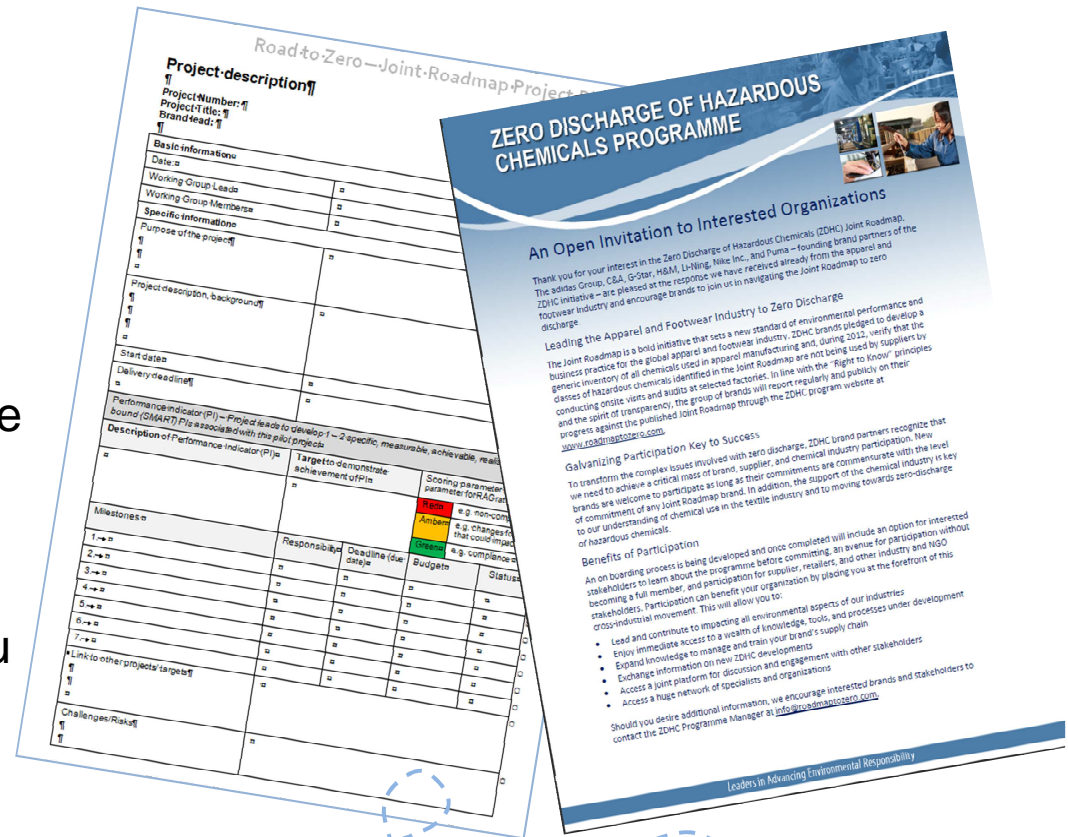 e
u
Road·to·Zero—·Joint·Roadmap·Project
Project·description¶
¶
Project·Number:·¶
Project·Title:·¶
Brand·lead:·¶
¶
Basic·information¤
Date:¤ ¤
Working·Group·Lead¤ ¤
Working·Group·Members¤ ¤
Specific·information¤
Purpose·of·the·project¶ ¤
¶
¶
¤
Project·description,·background¶ ¤
¶
¶
¶
¤
Start·date¤ ¤
Delivery·deadline¶ ¤
¤
Performance·indicator·(PI)·–·Project·leads·to·develop·1·–·2·specific,·measurable,·achievable,·realis
bound·(SMART)·PIs·associated·with·this·pilot·project¤
Description·of·Performance·Indicator·(PI)¤ Target·to·demonstrate· achievement·of·PI¤ Scoring·parameter parameter·for·RAG·rat
¤ ¤ Red¤ e.g.·non-comp
Amber¤ e.g.·changes·to that·could·impac
Green¤ e.g.·compliance¤
Milestones¤ Responsibility¤ Deadline·(due· date)¤ Budget¤ Status¤
1.→¤ ¤ ¤ ¤ ¤
2.→¤ ¤ ¤ ¤ ¤
3.→¤ ¤ ¤ ¤ ¤
4.→¤ ¤ ¤ ¤ ¤
5.→¤ ¤ ¤ ¤ ¤
6.→¤ ¤ ¤ ¤ ¤
7.→¤ ¤ ¤ ¤ ¤
Link·to·other·projects/·targets¶ ¤
¶
¶
¤
Challenges/Risks¶ ¤
¶
¶
ZERO DISCHARGE OF HAZARDOUS
CHEMICALS PROGRAMME
An Open Invitation to Interested Organizations
Thank you for your interest in the Zero Discharge of Hazardous Chemicals (ZDHC) Joint Roadmap.
The adidas Group, C&A, G-Star, H&M, Li-Ning, Nike Inc., and Puma – founding brand partners of the
ZDHC initiative – are pleased at the response we have received already from the apparel and
footwear industry and encourage brands to join us in navigating the Joint Roadmap to zero
discharge
Leading the Apparel and Footwear Industry to Zero Discharge
The Joint Roadmap is a bold initiative that sets a new standard of environmental performance and
business practice for the global apparel and footwear industry. ZDHC brands pledged to develop a
generic inventory of all chemicals used in apparel manufacturing and, during 2012, verify that the
classes of hazardous chemicals identified in the Joint Roadmap are not being used by suppliers by
conducting onsite visits and audits at selected factories. In line with the "Right to Know" principles
and the spirit of transparency, the group of brands will report regularly and publicly on their
progress against the published Joint Roadmap through the ZDHC program website at
www.roadmaptozero.com.
Galvanizing Participation Key to Success
To transform the complex issues involved with zero discharge, ZDHC brand partners recognize that
we need to achieve a critical mass of brand, supplier, and chemical industry participation. New
brands are welcome to participate as long as their commitments are commensurate with the level
of commitment of any Joint Roadmap brand. In addition, the support of the chemical industry is key
to our understanding of chemical use in the textile industry and to moving towards zero-discharge
of hazardous chemicals.
Benefits of Participation
An on boarding process is being developed and once completed will include an option for interested
stakeholders to learn about the programme before committing, an avenue for participation without
becoming a full member, and participation for supplier, retailers, and other industry and NGO
stakeholders. Participation can benefit your organization by placing you at the forefront of this
cross-industrial movement. This will allow you to:
• Lead and contribute to impacting all environmental aspects of our industries
• Enjoy immediate access to a wealth of knowledge, tools, and processes under development
• Expand knowledge to manage and train your brand's supply chain
• Exchange information on new ZDHC developments
• Access a joint platform for discussion and engagement with other stakeholders
• Access a huge network of specialists and organizations
Should you desire additional information, we encourage interested brands and stakeholders to
contact the ZDHC Programme Manager at info@roadmaptozero.com.
Leaders in Advancing Environmental Responsibility